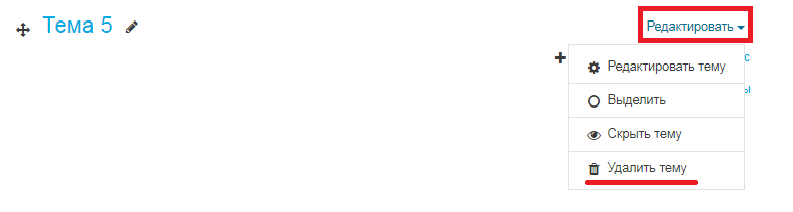 Тема 5
Редактировать
с
Редактировать тему
ы
Выделить
Скрыть тему
Удалить тему